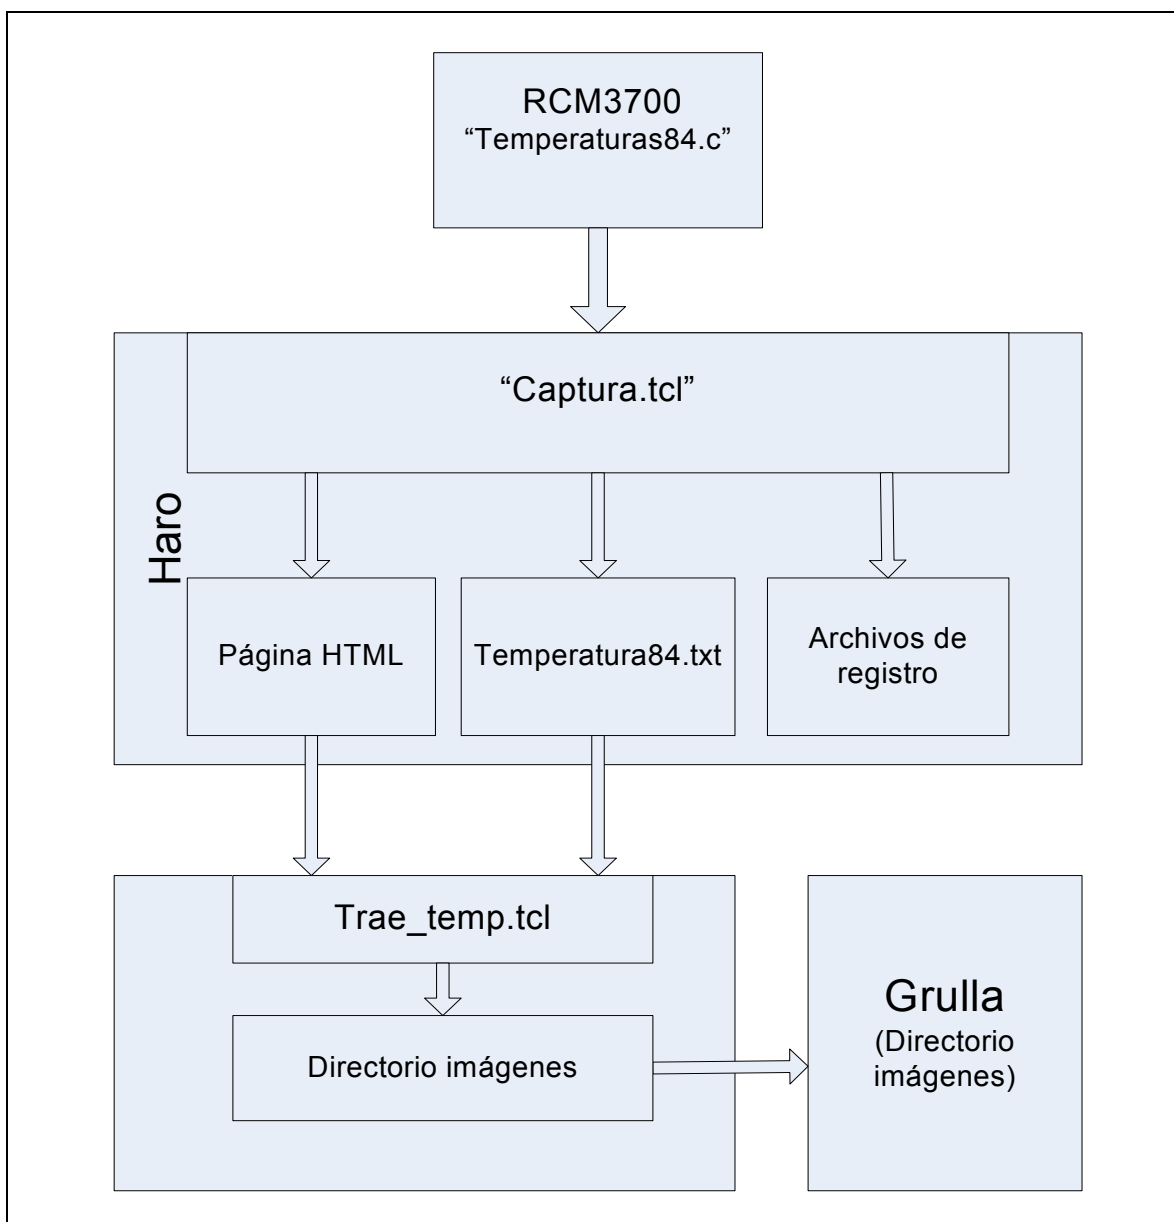 RCM3700
“Temperaturas84.c”
“Captura.tcl”
Haro
Página HTML
Temperatura84.txt
Archivos de
registro
Trae_temp.tcl
Directorio imágenes
Grulla
(Directorio
imágenes)